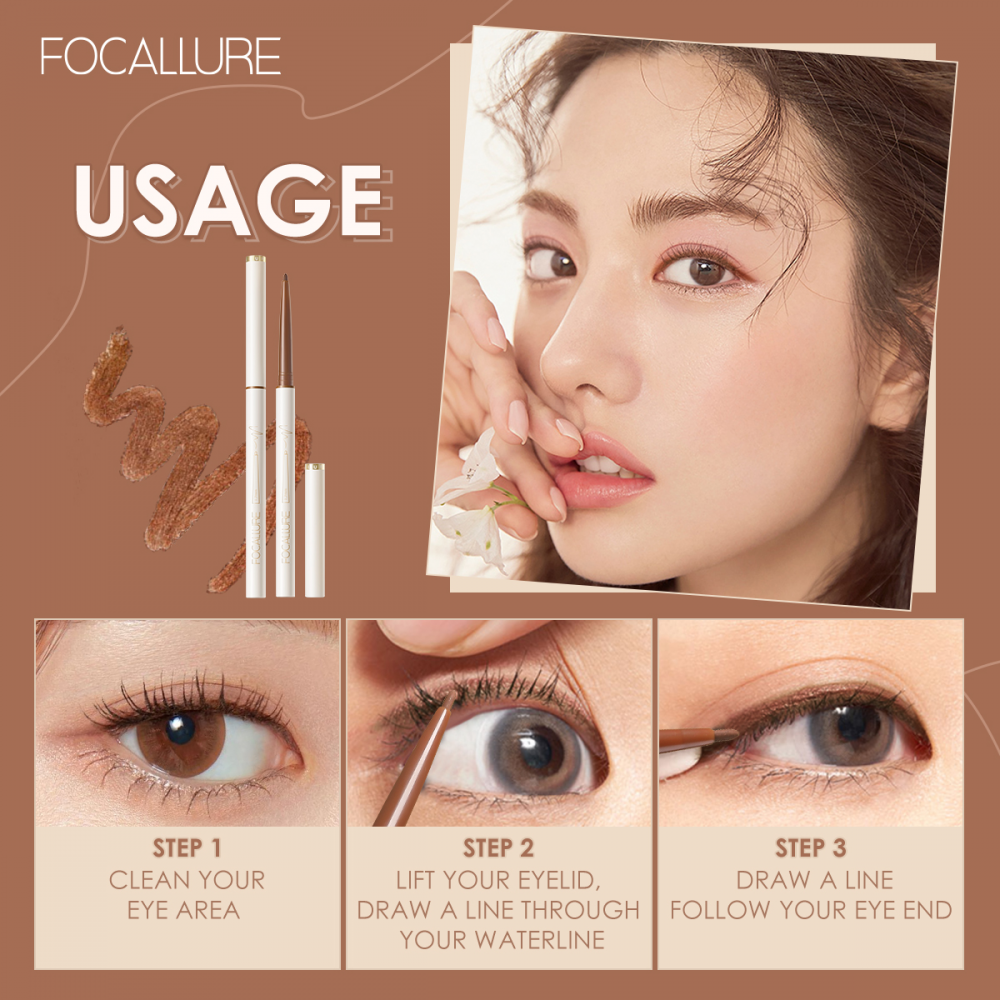 FOCALLURE
USAGE
FOCALLURE
FOCALLURE
STEP 1
CLEAN YOUR
EYE AREA
STEP 2
LIFT YOUR EYELID,
DRAW A LINE THROUGH
YOUR WATERLINE
STEP 3
DRAW A LINE
FOLLOW YOUR EYE END